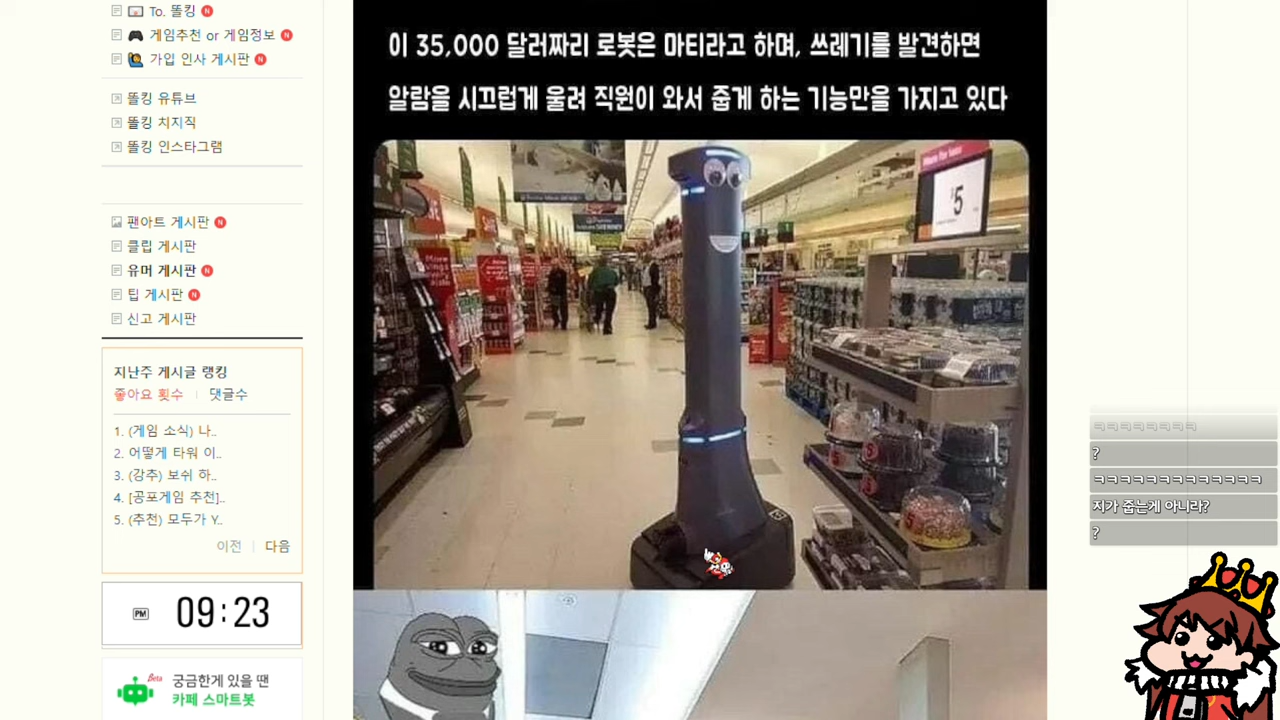 To. 똘킹 N
게임추천 or 게임정보 N
가입 인사 게시판 N
똘킹 유튜브
똘킹 치지직
똘킹 인스타그램
팬아트 게시판 N
클립 게시판
유머 게시판 N
팁 게시판 N
신고 게시판
지난주 게시글 랭킹
좋아요 횟수 댓글수
1. (게임 소식) 나..
2. 어떻게 타워 이..
3. (강추) 보쉬 하..
4. [공포게임 추천]..
5. (추천) 모두가 Y..
이전 다음
PM 09:23
Beta
궁금한게 있을 땐
카페 스마트봇
이 35,000 달러짜리 로봇은 마티라고 하며, 쓰레기를 발견하면
알람을 시끄럽게 울려 직원이 와서 줍게 하는 기능만을 가지고 있다
$5
ㅋㅋㅋㅋㅋㅋㅋㅋ
?
ㅋㅋㅋㅋㅋㅋㅋㅋㅋㅋㅋㅋㅋ
지가 줍는게 아니라?
?